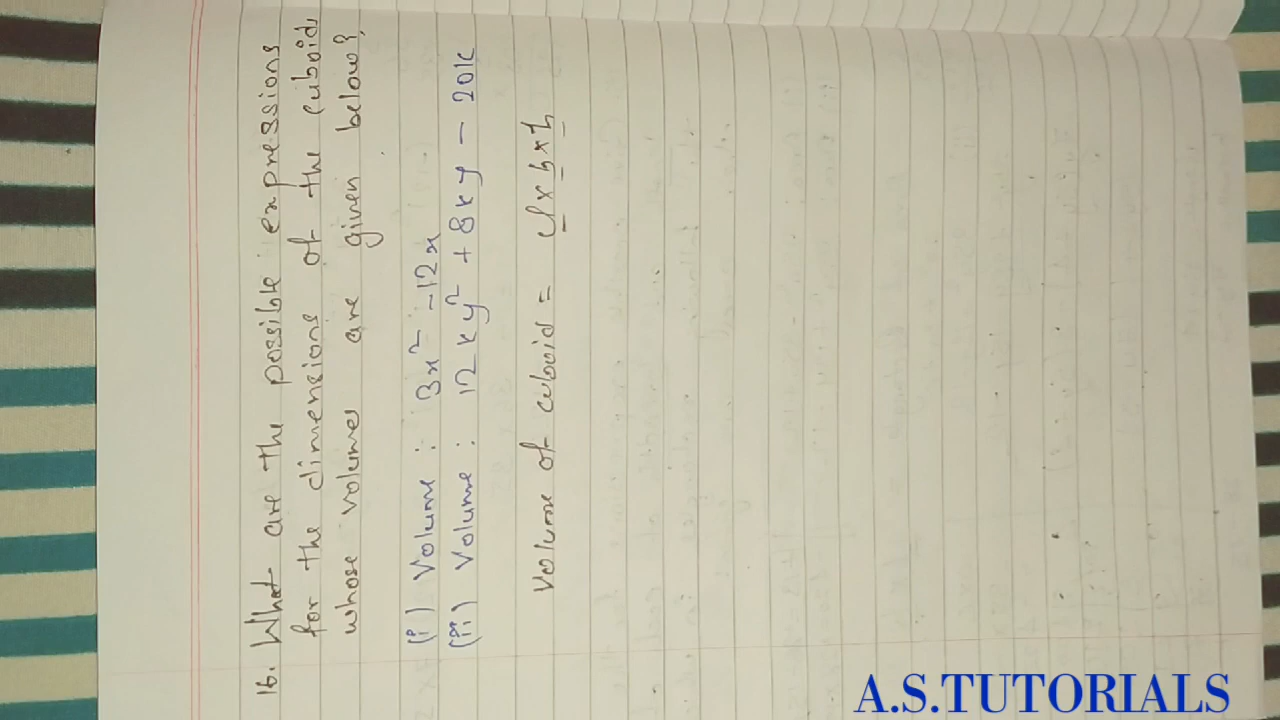 16. What are the possible expressions
for the dimensions of the cuboid
whose volumes are given below?
(i) Volume : 3x² - 12x
(ii) Volume : 12ky² + 8ky - 20k
Volume of cuboid = l x b x h
A.S.TUTORIALS